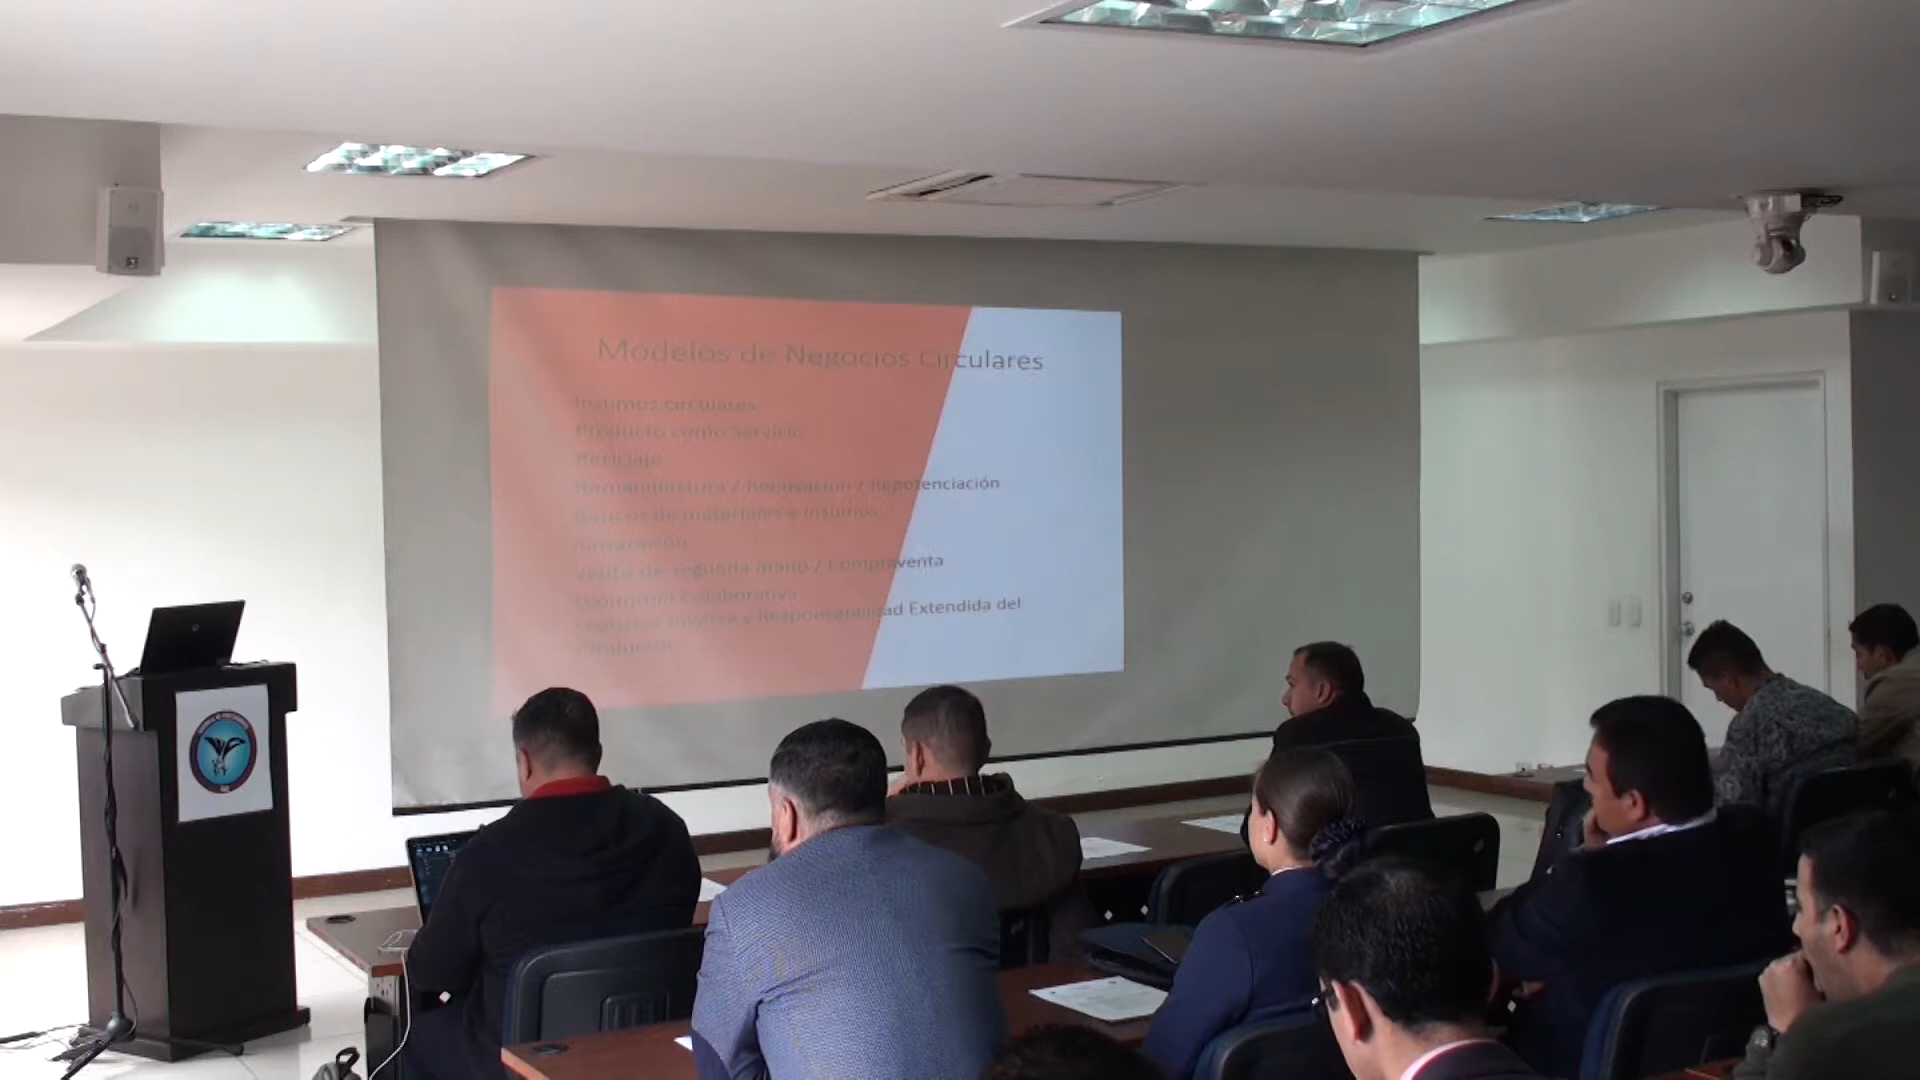 Modelos de Negocios Circulares
Insumos circulares
Producto como Servicio
Reciclaje
Remanufactura / Renovación / Repotenciación
Bancos de materiales e insumos
Venta de segunda mano / Compraventa
Economía Colaborativa
Logística Inversa y Responsabilidad Extendida del
Productor